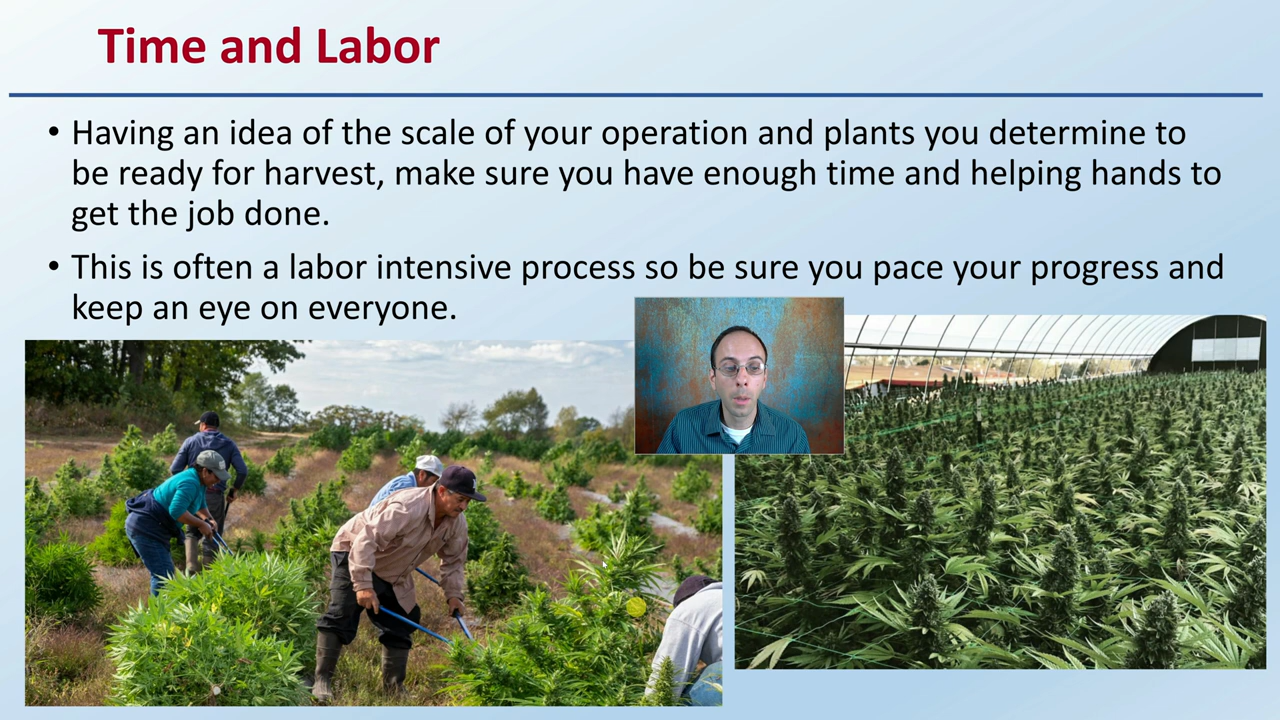 Time and Labor
• Having an idea of the scale of your operation and plants you determine to
be ready for harvest, make sure you have enough time and helping hands to
get the job done.
• This is often a labor intensive process so be sure you pace your progress and
keep an eye on everyone.